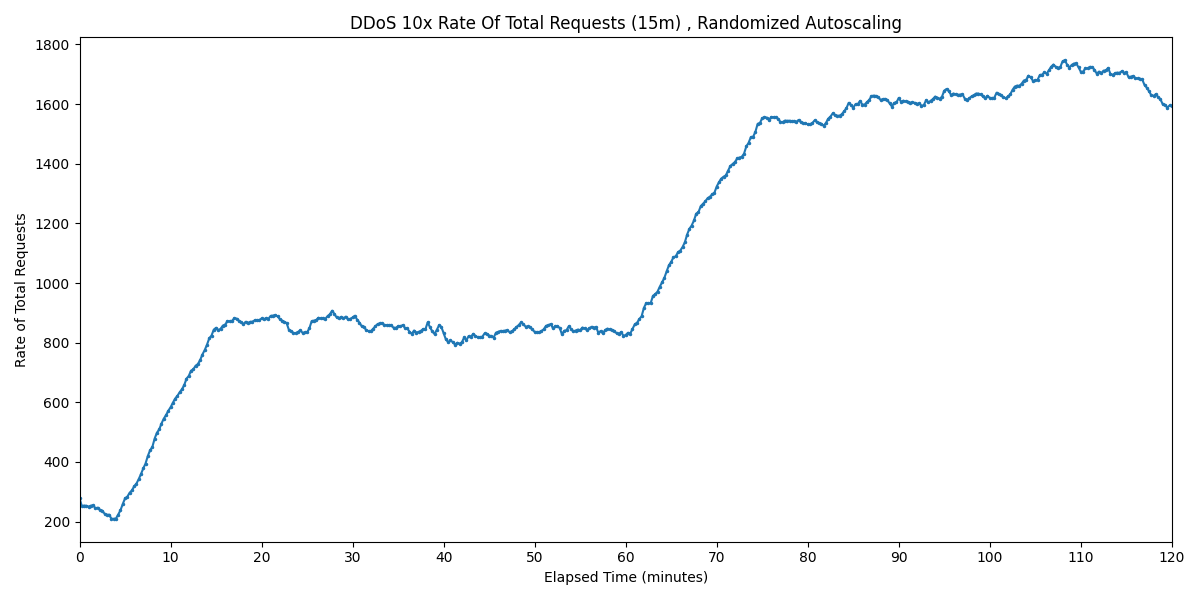 DDoS 10x Rate Of Total Requests (15m) , Randomized Autoscaling
1800
1600
1400
1200
1000
800
600
400
200
Rate of Total Requests
0 10 20 30 40 50 60 70 80 90 100 110 120
Elapsed Time (minutes)